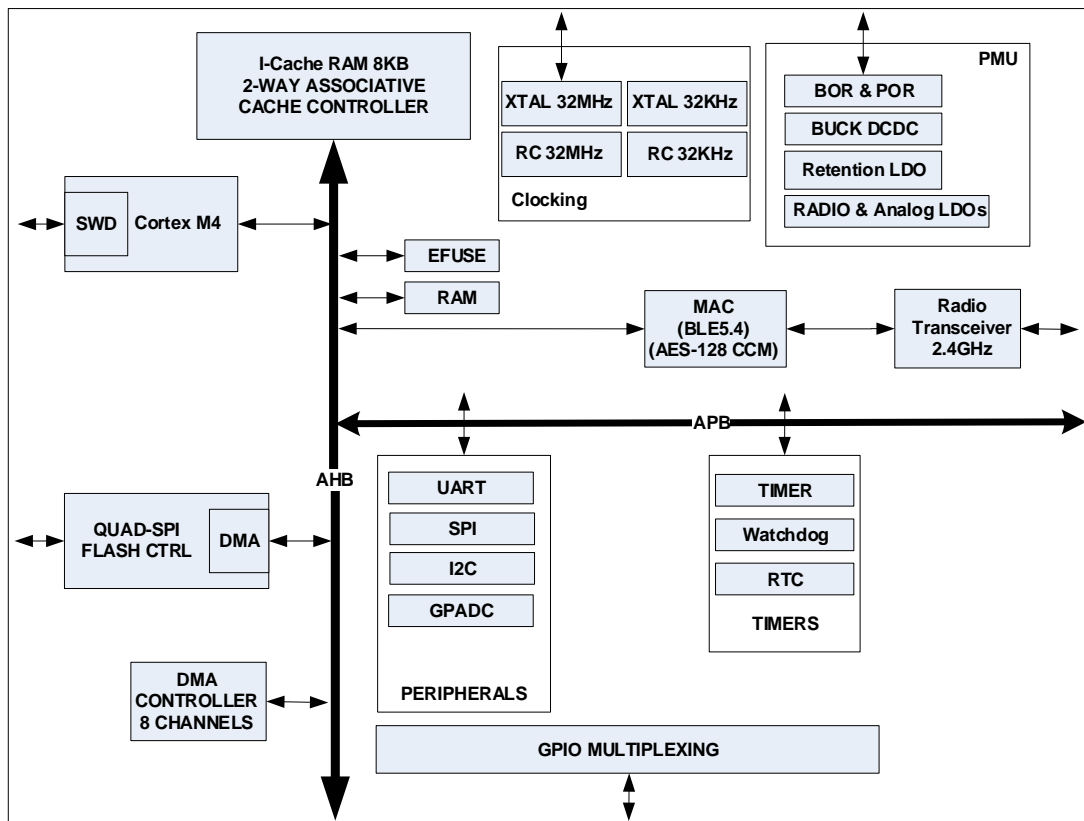 I-Cache RAM 8KB
2-WAY ASSOCIATIVE
CACHE CONTROLLER
XTAL 32MHz
XTAL 32KHz
RC 32MHz
RC 32KHz
Clocking
PMU
BOR & POR
BUCK DCDC
Retention LDO
RADIO & Analog LDOs
SWD
Cortex M4
EFUSE
RAM
MAC
(BLE5.4)
(AES-128 CCM)
Radio
Transceiver
2.4GHz
APB
AHB
UART
SPI
I2C
GPADC
PERIPHERALS
TIMER
Watchdog
RTC
TIMERS
QUAD-SPI
FLASH CTRL
DMA
DMA
CONTROLLER
8 CHANNELS
GPIO MULTIPLEXING